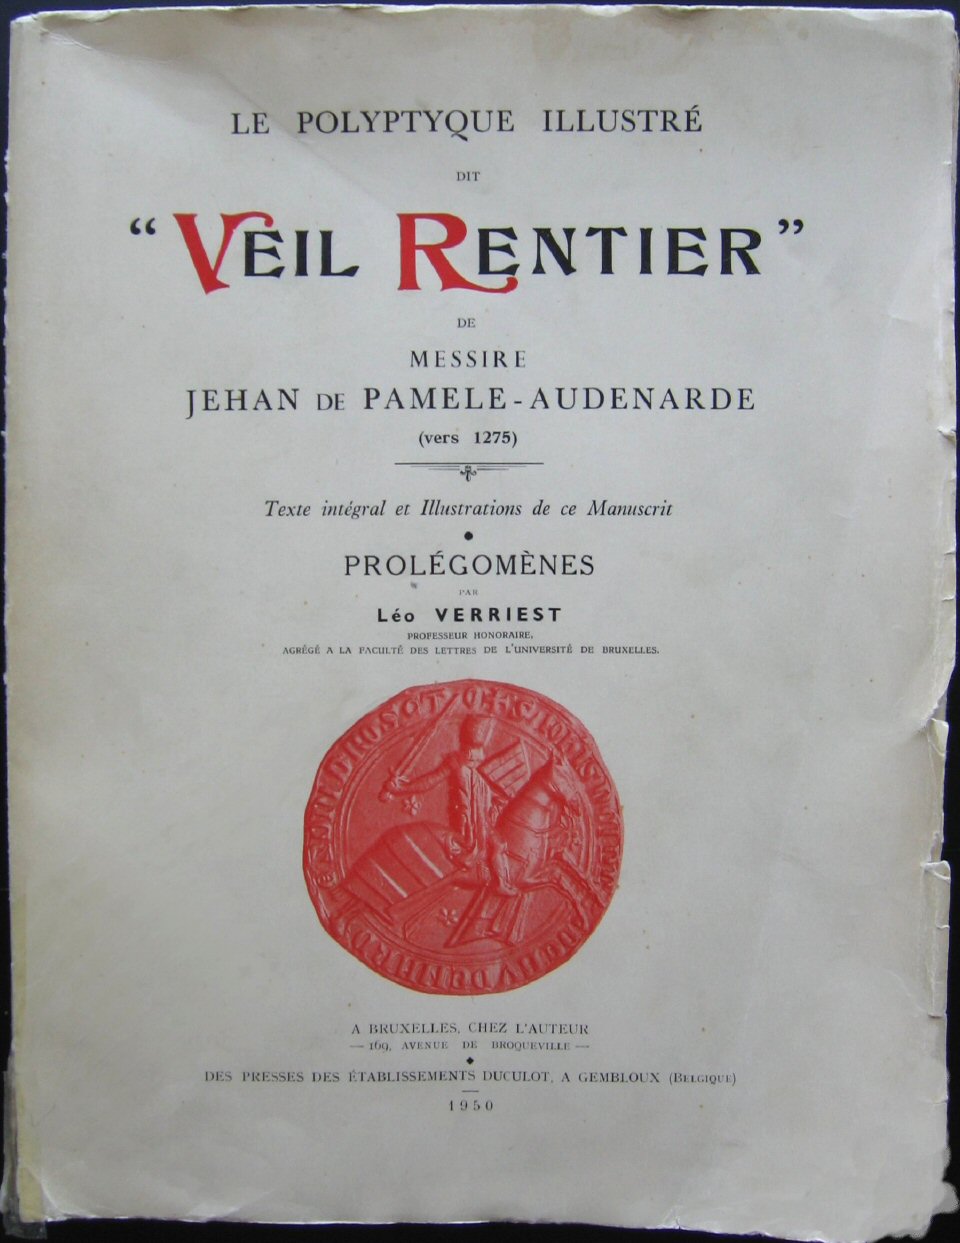 LE POLYPTYQUE ILLUSTRÉ
DIT
“ VEIL RENTIER ”
DE
MESSIRE
JEHAN DE PAMELE-AUDENARDE
(vers 1275)
Texte intégral et Illustrations de ce Manuscrit
PROLÉGOMÈNES
PAR
Léo VERRIEST
PROFESSEUR HONORAIRE,
AGRÉGÉ A LA FACULTÉ DES LETTRES DE L'UNIVERSITÉ DE BRUXELLES.
A BRUXELLES, CHEZ L'AUTEUR
— 169, AVENUE DE BROQUEVILLE —
DES PRESSES DES ÉTABLISSEMENTS DUCULOT, A GEMBLOUX (BELGIQUE)
1950